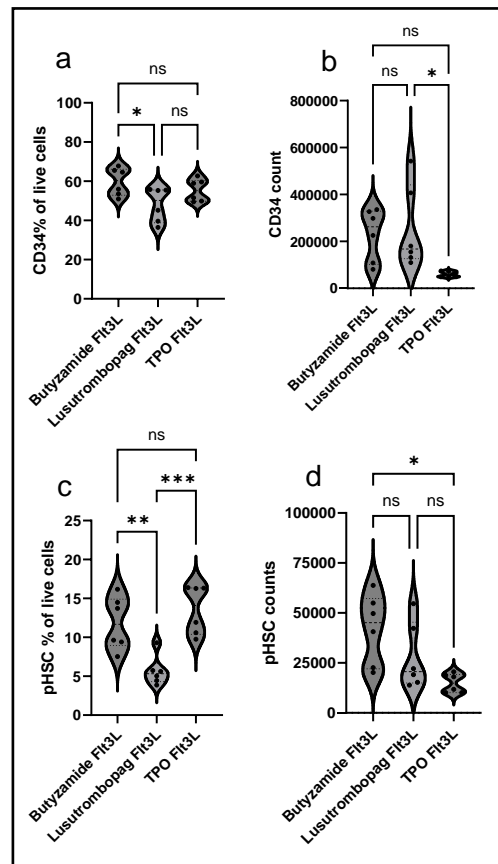 a
ns
* ns
CD34% of live cells
100
80
60
40
20
0
Butyzamide Flt3L
Lusutrombopag Flt3L
TPO Flt3L
b
ns
ns *
CD34 count
800000
600000
400000
200000
0
Butyzamide Flt3L
Lusutrombopag Flt3L
TPO Flt3L
c
ns
***
**
pHSC % of live cells
25
20
15
10
5
0
Butyzamide Flt3L
Lusutrombopag Flt3L
TPO Flt3L
d
*
ns ns
pHSC counts
100000
75000
50000
25000
0
Butyzamide Flt3L
Lusutrombopag Flt3L
TPO Flt3L